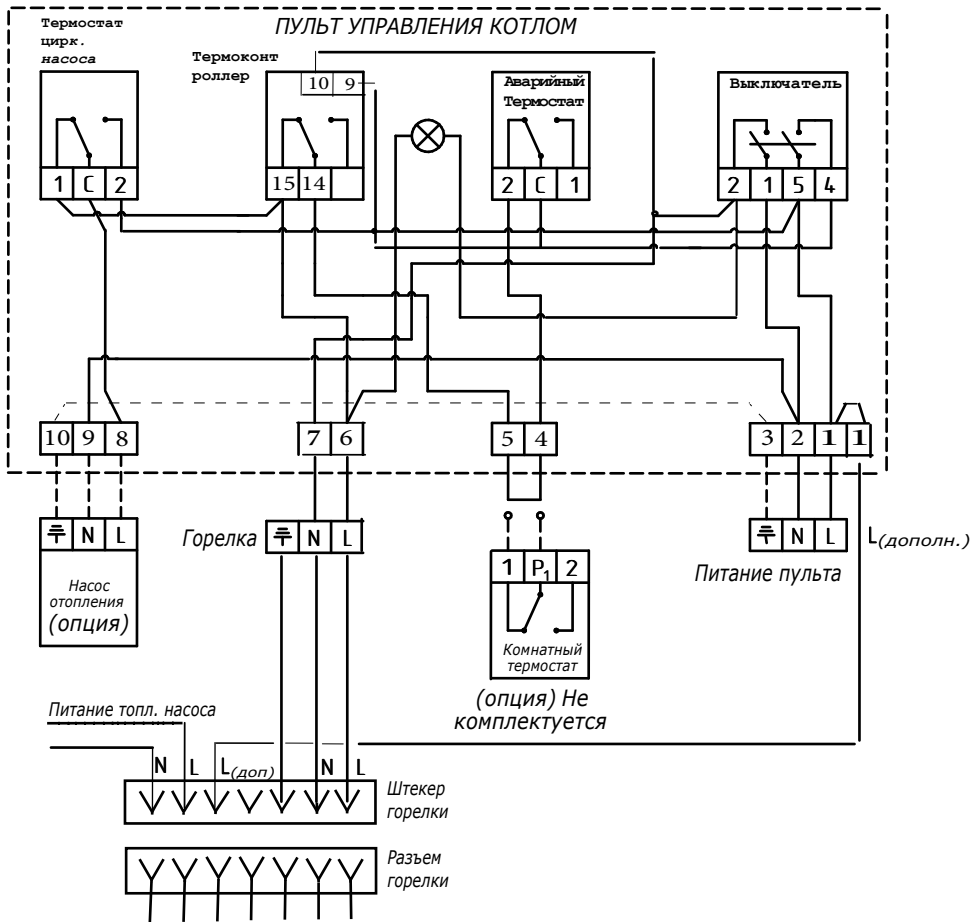 ПУЛЬТ УПРАВЛЕНИЯ КОТЛОМ
Термостат
цирк.
насоса
1 C 2
Термоконт
роллер
10 9
15 14
Аварийный
Термостат
2 C 1
Выключатель
2 1 5 4
10 9 8
7 6
5 4
3 2 1 1
N L
Насос
отопления
(опция)
Горелка
N L
1 P1 2
Комнатный
термостат
(опция) Не
комплектуется
N L
Питание пульта
L(дополн.)
Питание топл. насоса
N L L(доп) N L
Штекер
горелки
Разъем
горелки